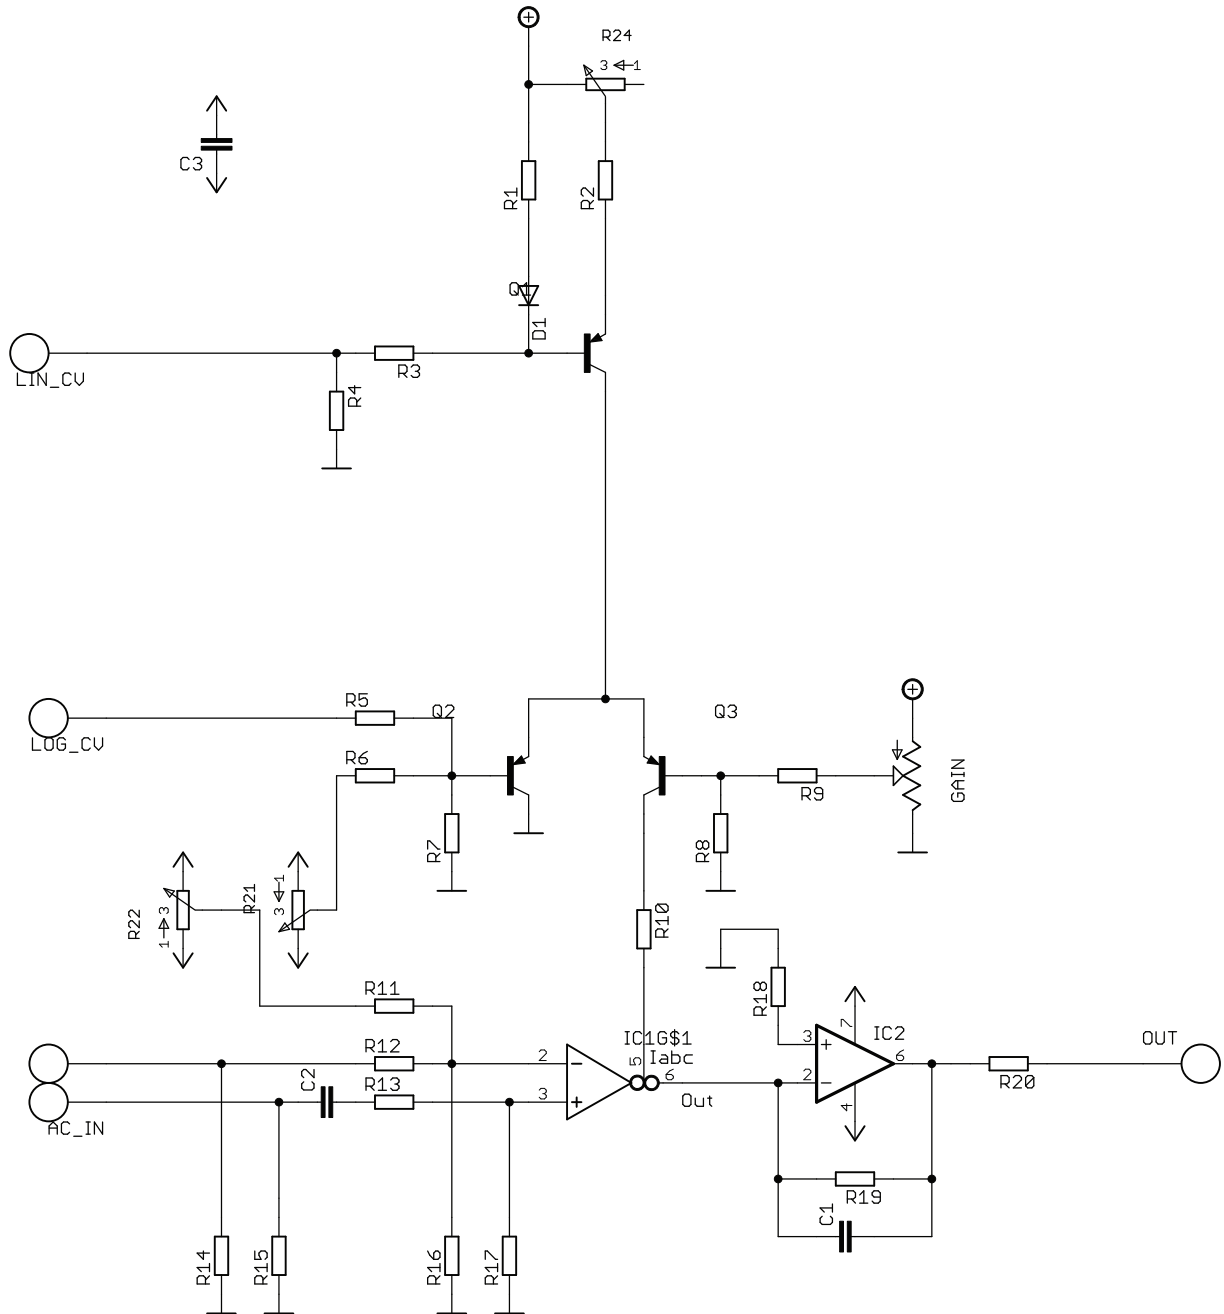 R24
3 1
C3
R1
R2
Q1
D1
LIN_CV
R3
R4
R5
Q2
Q3
LOG_CV
R6
GAIN
R9
R7
R8
R22
1 3
R21
3 1
R10
R11
R18
IC1G$1
5
Iabc
7
IC2
OUT
R12
2
3
6
6
C2
R13
3
2
R20
Out
4
AC_IN
R19
C1
R14
R15
R16
R17